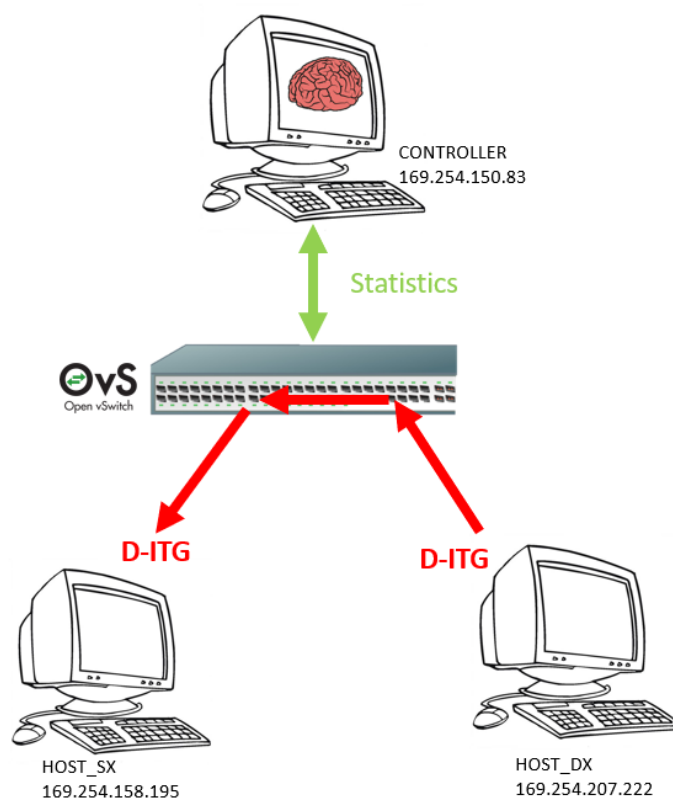 CONTROLLER
169.254.150.83
Statistics
OvS
Open vSwitch
D-ITG
D-ITG
HOST_SX
169.254.158.195
HOST_DX
169.254.207.222